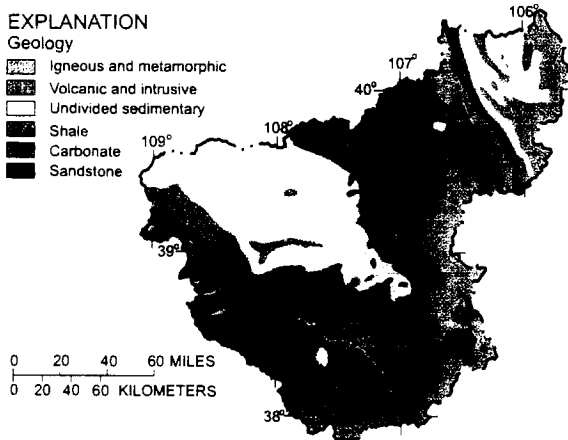 EXPLANATION
Geology
Igneous and metamorphic
Volcanic and intrusive
Undivided sedimentary
Shale
Carbonate
Sandstone
106°
107°
40°
108°
109°
39°
38°
0 20 40 60 MILES
0 20 40 60 KILOMETERS